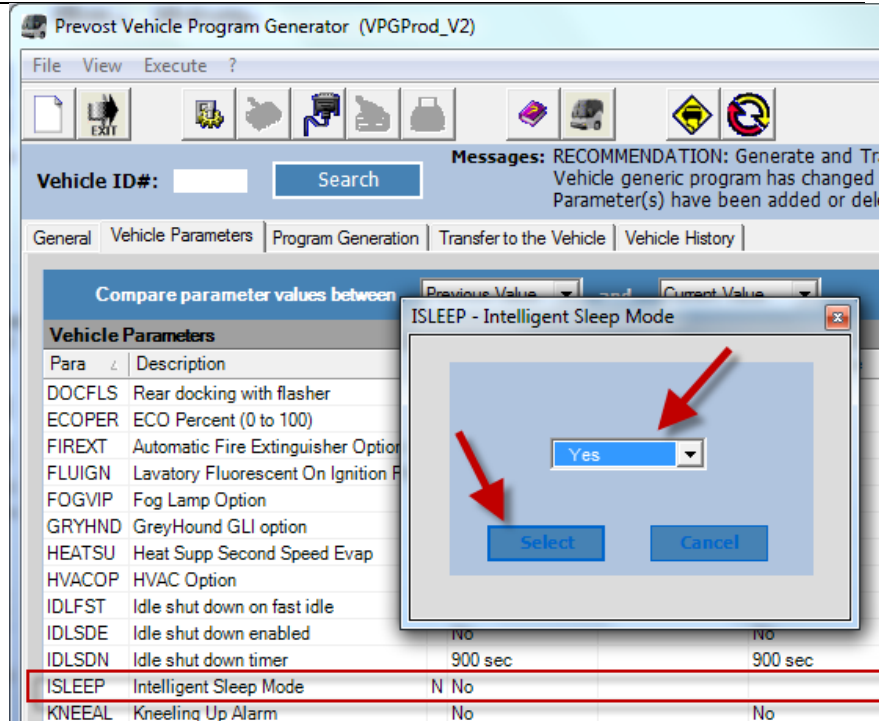 Prevost Vehicle Program Generator (VPGProd_V2)
File View Execute ?
EXIT
Vehicle ID#: Search
Messages: RECOMMENDATION: Generate and Tr
Vehicle generic program has changed
Parameter(s) have been added or del
General Vehicle Parameters Program Generation Transfer to the Vehicle Vehicle History
Compare parameter values between Previous Value and Current Value
ISLEEP - Intelligent Sleep Mode
Yes
Select Cancel
Vehicle Parameters
Para Description
DOCFLS Rear docking with flasher
ECOPER ECO Percent (0 to 100)
FIREXT Automatic Fire Extinguisher Option
FLUIGN Lavatory Fluorescent On Ignition
FOGVIP Fog Lamp Option
GRYHND GreyHound GLI option
HEATSU Heat Supp Second Speed Evap
HVACOP HVAC Option
IDLFST Idle shut down on fast idle
IDLSDE Idle shut down enabled No No
IDLSDN Idle shut down timer 900 sec 900 sec
ISLEEP Intelligent Sleep Mode N No
KNEEAL Kneeling Up Alarm No No